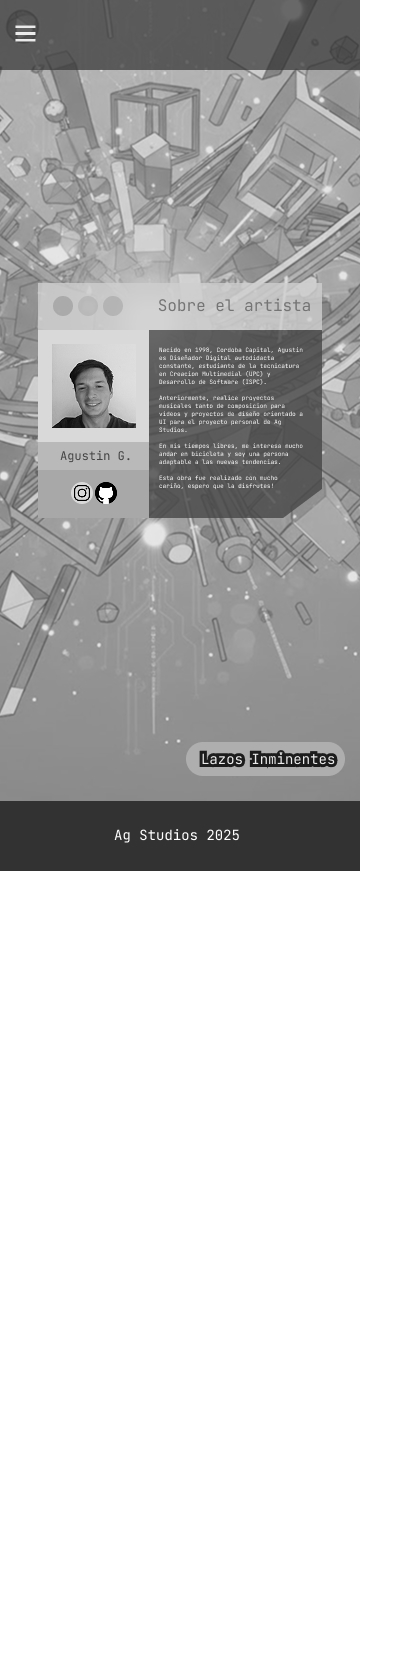 Sobre el artista
Nacido en 1998, Cordoba Capital, Agustin
es Diseñador Digital autodidacta
constante, estudiante de la tecnicatura
en Creacion Multimedial (UPC) y
Desarrollo de Software (ISPC).
Anteriormente, realice proyectos
musicales tanto de composicion para
videos y proyectos de diseño orientado a
UI para el proyecto personal de Ag
Studios.
En mis tiempos libres, me interesa mucho
andar en bicicleta y soy una persona
adaptable a las nuevas tendencias.
Esta obra fue realizada con mucho
cariño, espero que la disfrutes!
Agustin G.
Lazos Inminentes
Ag Studios 2025